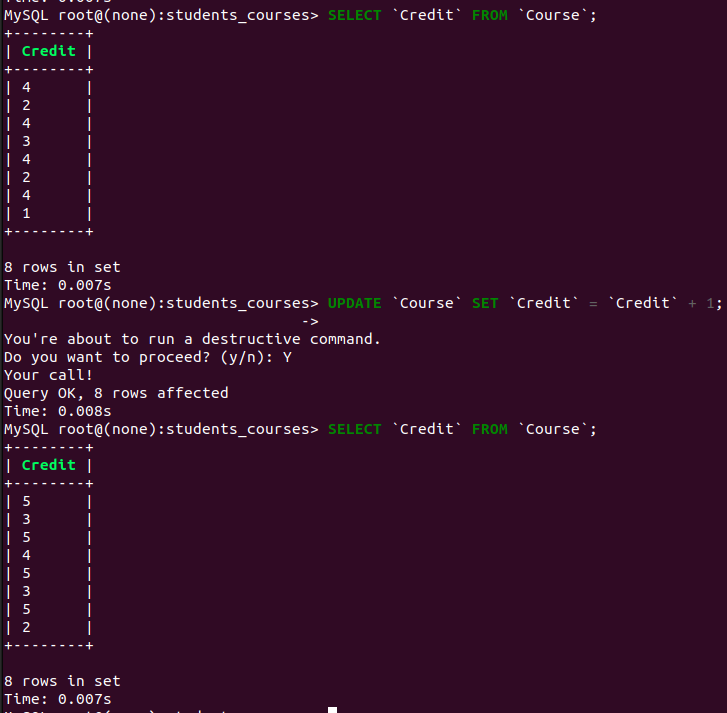 MySQL root@(none):students_courses> SELECT `Credit` FROM `Course`;
+--------+
| Credit |
+--------+
| 4      |
| 2      |
| 4      |
| 3      |
| 4      |
| 2      |
| 4      |
| 1      |
+--------+

8 rows in set
Time: 0.007s
MySQL root@(none):students_courses> UPDATE `Course` SET `Credit` = `Credit` + 1;
                                 ->
You're about to run a destructive command.
Do you want to proceed? (y/n): Y
Your call!
Query OK, 8 rows affected
Time: 0.008s
MySQL root@(none):students_courses> SELECT `Credit` FROM `Course`;
+--------+
| Credit |
+--------+
| 5      |
| 3      |
| 5      |
| 4      |
| 5      |
| 3      |
| 5      |
| 2      |
+--------+

8 rows in set
Time: 0.007s